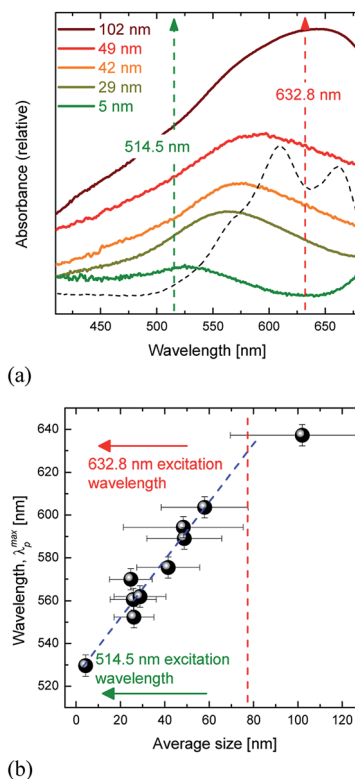 102 nm
49 nm
42 nm
29 nm
5 nm
632.8 nm
514.5 nm
Absorbance (relative)
450 500 550 600 650
Wavelength [nm]
(a)
640
620
600
580
560
540
520
Wavelength, λₚᵐᵃˣ [nm]
632.8 nm excitation
wavelength
514.5 nm excitation
wavelength
0 20 40 60 80 100 120
Average size [nm]
(b)